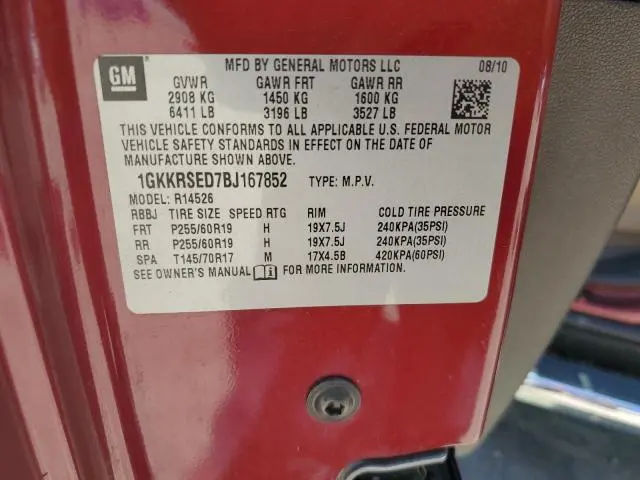 GM
MFD BY GENERAL MOTORS LLC 08/10
GVWR GAWR FRT GAWR RR
2908 KG 1450 KG 1600 KG
6411 LB 3196 LB 3527 LB
THIS VEHICLE CONFORMS TO ALL APPLICABLE U.S. FEDERAL MOTOR
VEHICLE SAFETY STANDARDS IN EFFECT ON THE DATE OF
MANUFACTURE SHOWN ABOVE.
1GKKRSED7BJ167852 TYPE: M.P.V.
MODEL: R14526
RBBJ TIRE SIZE SPEED RTG RIM COLD TIRE PRESSURE
FRT P255/60R19 H 19X7.5J 240KPA(35PSI)
RR P255/60R19 H 19X7.5J 240KPA(35PSI)
SPA T145/70R17 M 17X4.5B 420KPA(60PSI)
SEE OWNER'S MANUAL FOR MORE INFORMATION.